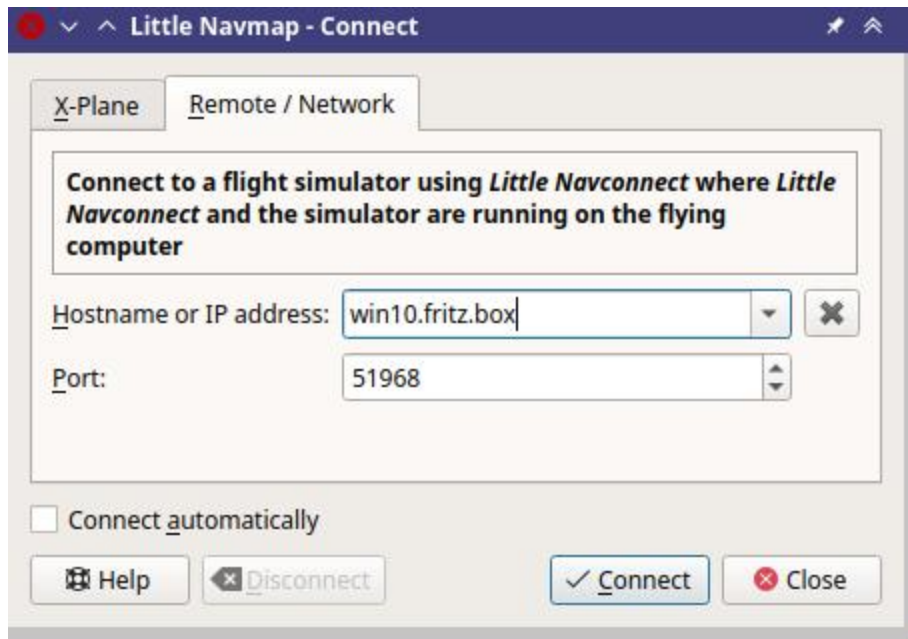 Little Navmap - Connect
X-Plane
Remote / Network
Connect to a flight simulator using Little Navconnect where Little
Navconnect and the simulator are running on the flying
computer
Hostname or IP address: win10.fritz.box
Port: 51968
Connect automatically
Help Disconnect Connect Close